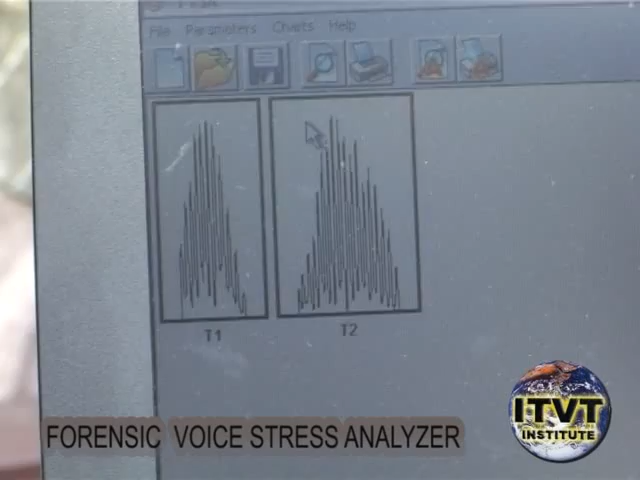 File Parameters Charts Help
T1
T2
FORENSIC VOICE STRESS ANALYZER
ITVT
INSTITUTE